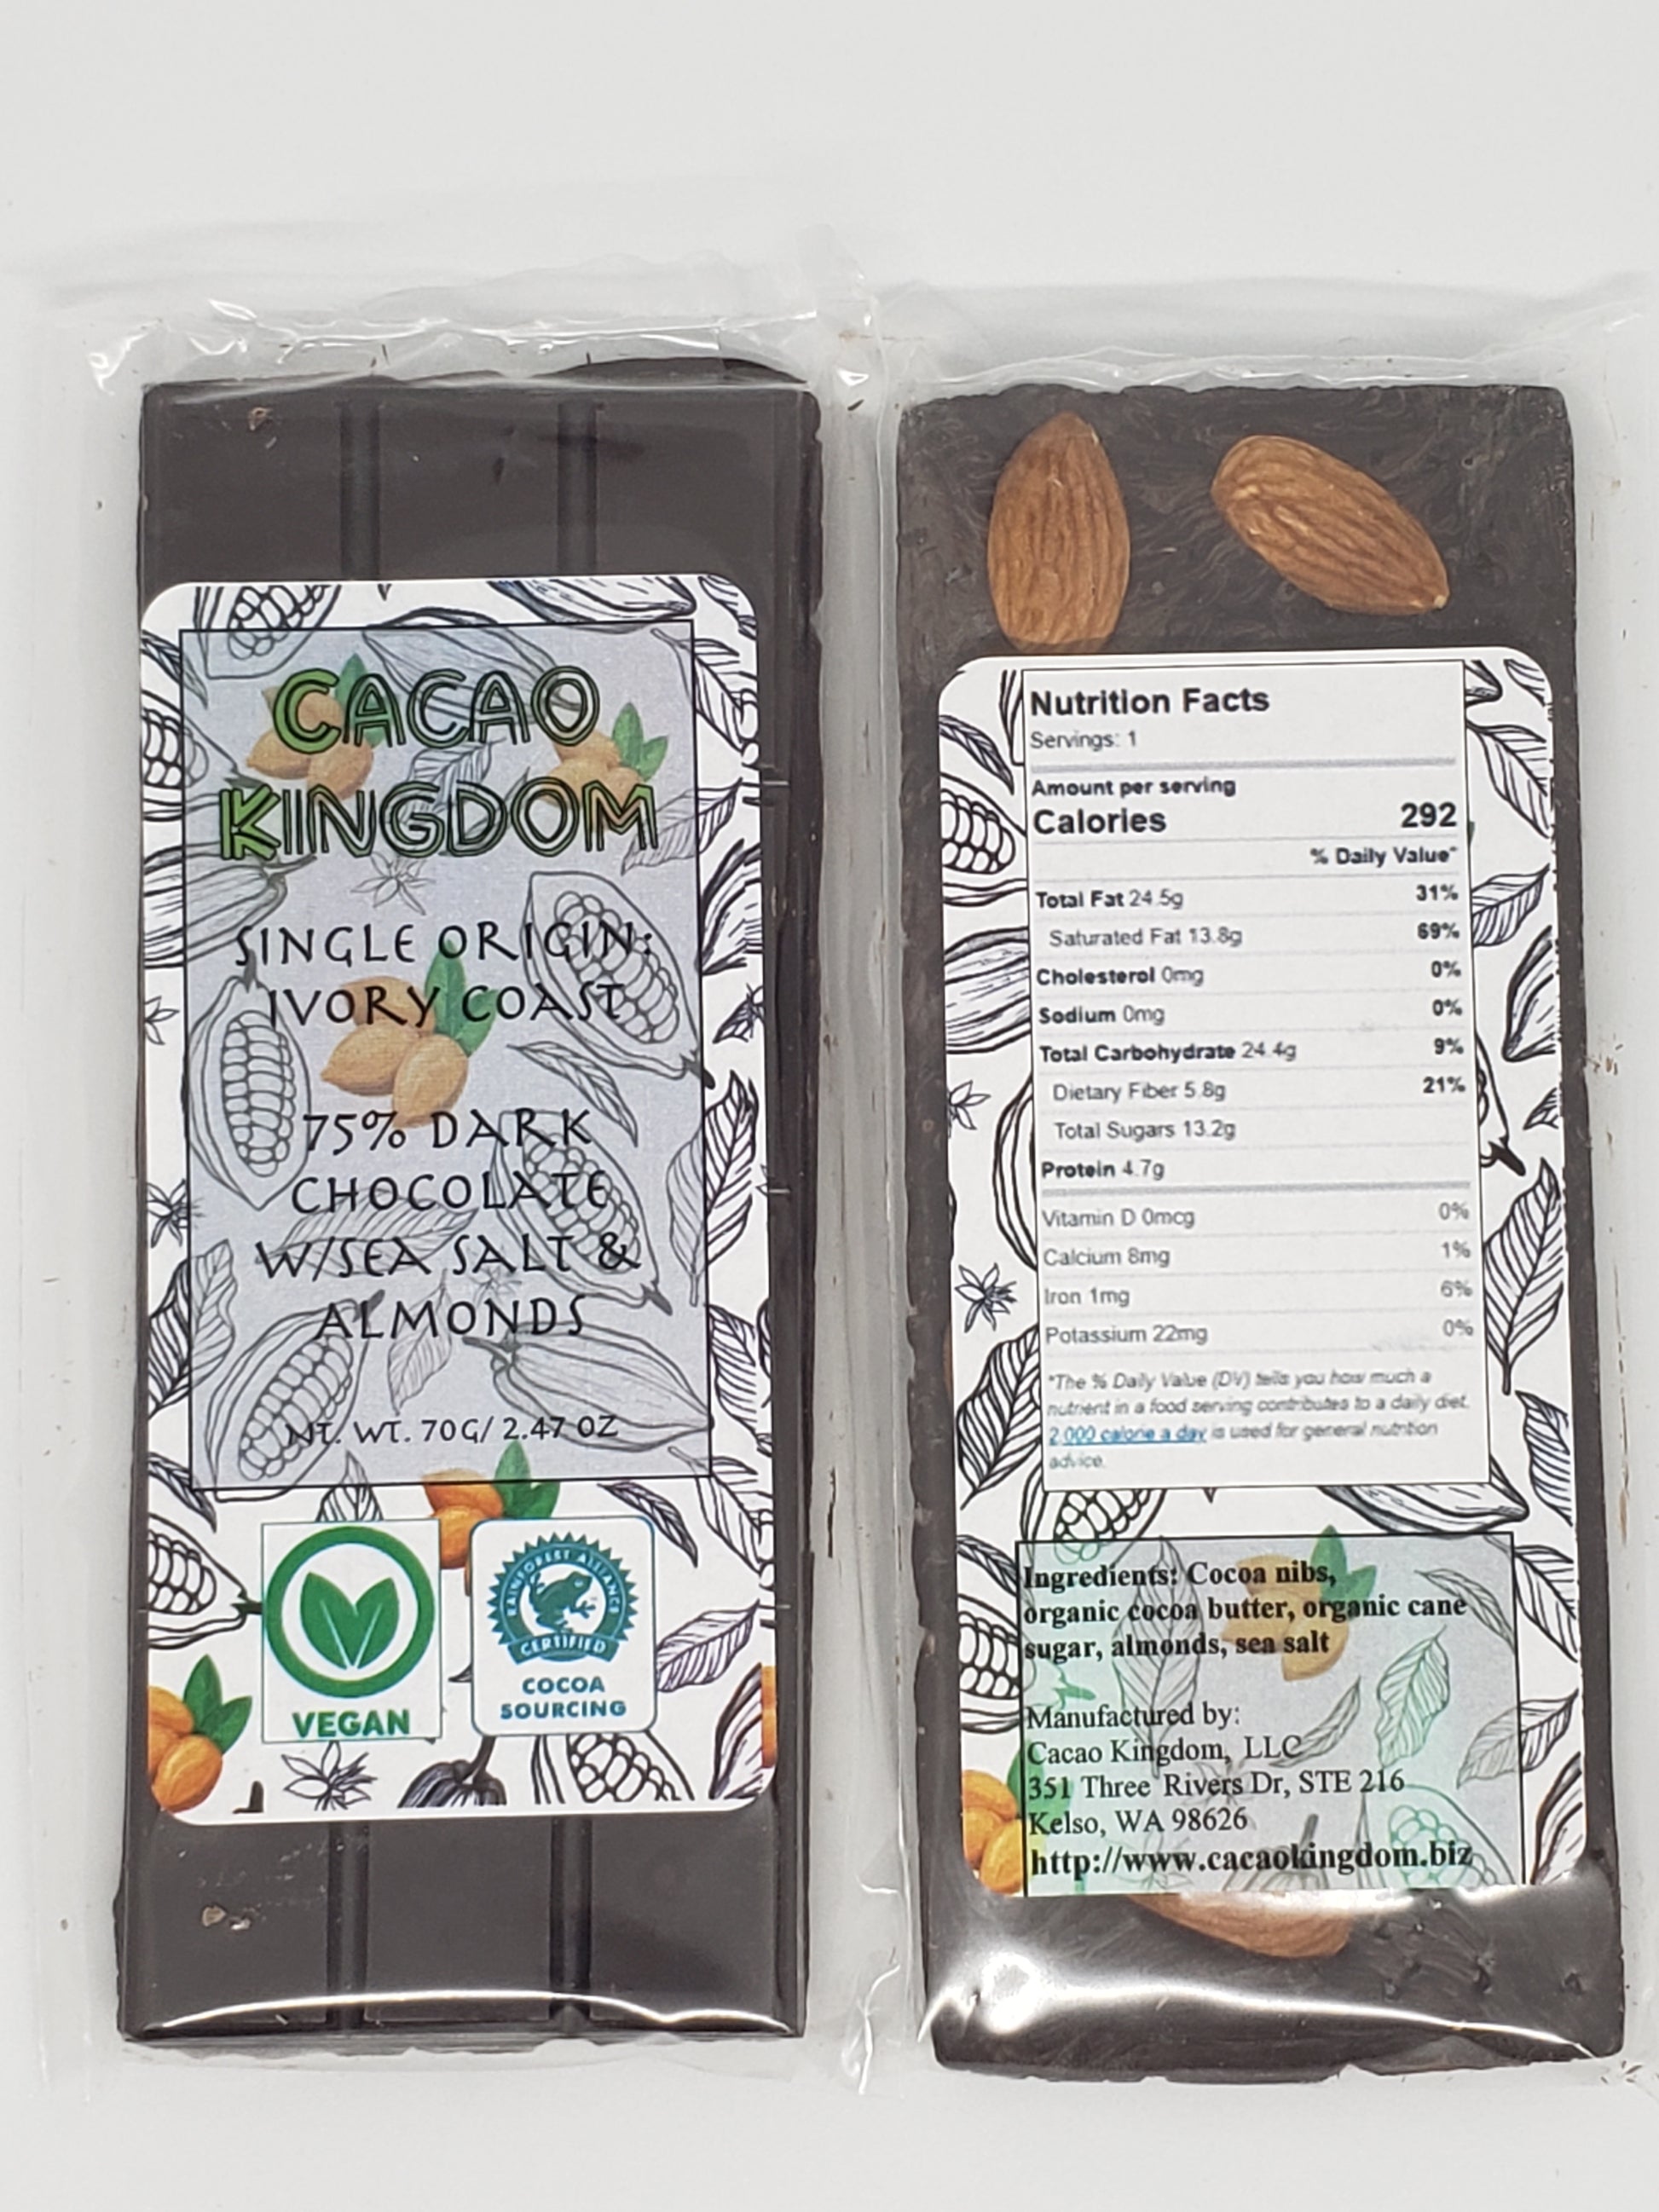 CACAO
KINGDOM
SINGLE ORIGIN:
IVORY COAST
75% DARK
CHOCOLATE
W/SEA SALT &
ALMONDS
NT. WT. 70G/ 2.47 OZ
VEGAN
RAINFOREST ALLIANCE
CERTIFIED
COCOA
SOURCING
Nutrition Facts
Servings: 1
Amount per serving
Calories 292
% Daily Value*
Total Fat 24.5g 31%
Saturated Fat 13.8g 69%
Cholesterol 0mg 0%
Sodium 0mg 0%
Total Carbohydrate 24.4g 9%
Dietary Fiber 5.8g 21%
Total Sugars 13.2g
Protein 4.7g
Vitamin D 0mcg 0%
Calcium 8mg 1%
Iron 1mg 6%
Potassium 22mg 0%
*The % Daily Value (DV) tells you how much a
nutrient in a food serving contributes to a daily diet.
2,000 calorie a day is used for general nutrition
advice.
Ingredients: Cocoa nibs,
organic cocoa butter, organic cane
sugar, almonds, sea salt
Manufactured by:
Cacao Kingdom, LLC
351 Three Rivers Dr, STE 216
Kelso, WA 98626
http://www.cacaokingdom.biz